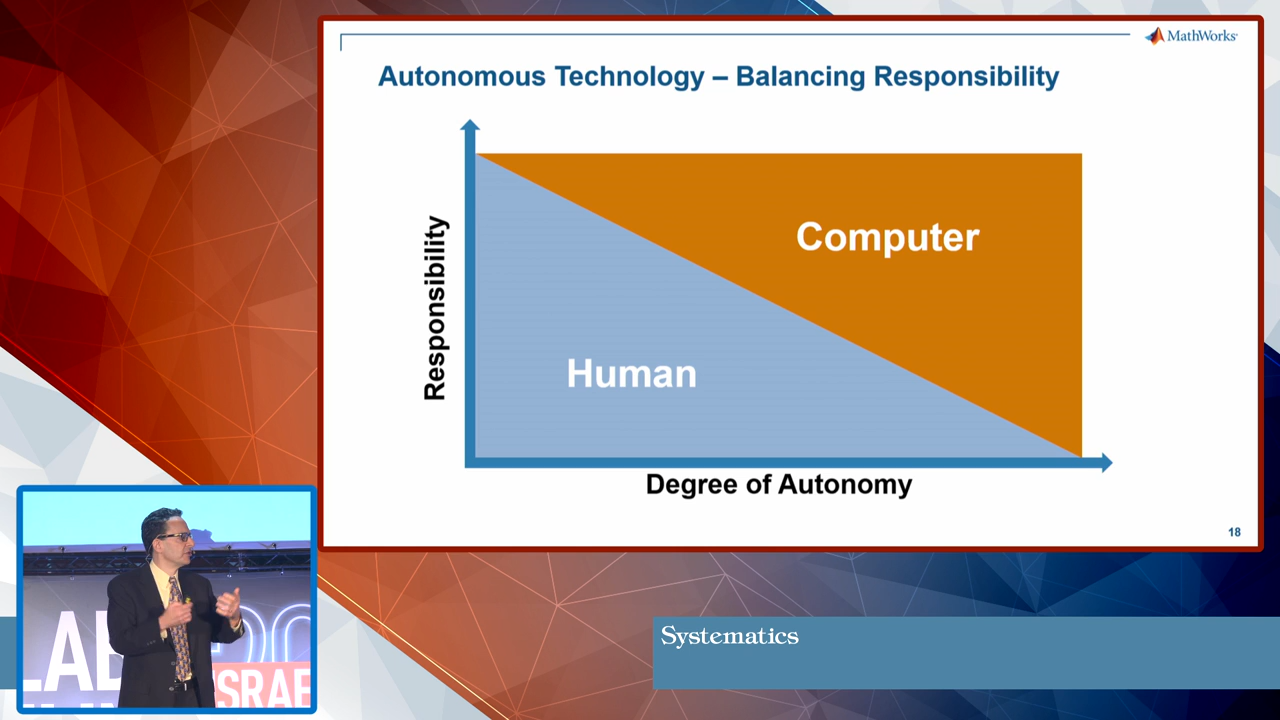 MathWorks
Autonomous Technology – Balancing Responsibility
Computer
Responsibility
Human
Degree of Autonomy
18
Systematics